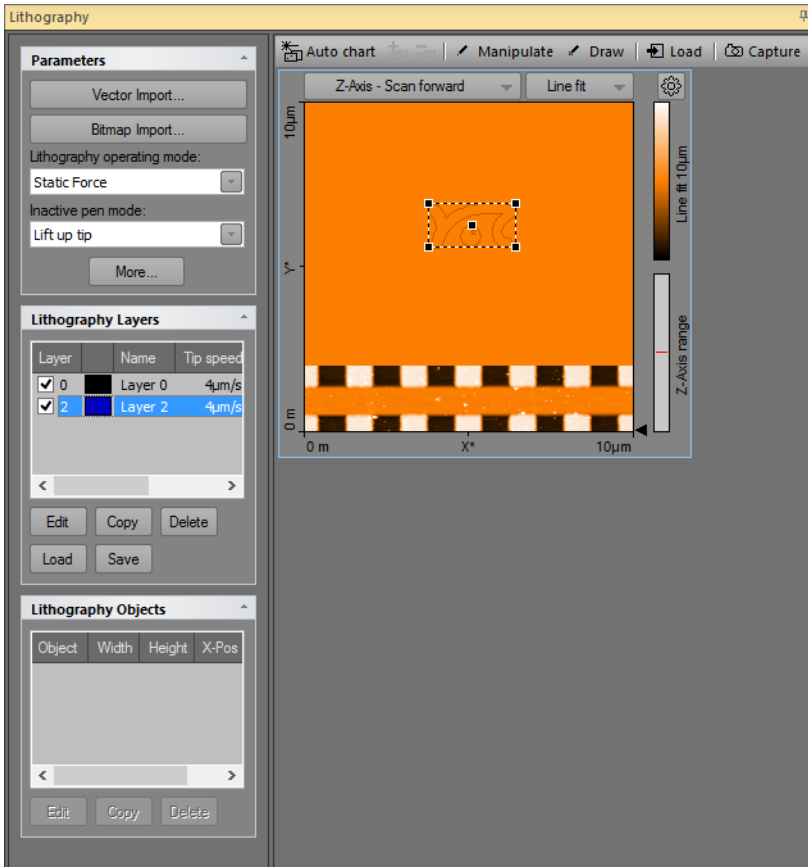 Lithography
Parameters
Vector Import...
Bitmap Import...
Lithography operating mode:
Static Force
Inactive pen mode:
Lift up tip
More...
Lithography Layers
Layer Name Tip speed
0 Layer 0 4µm/s
2 Layer 2 4µm/s
Edit Copy Delete
Load Save
Lithography Objects
Object Width Height X-Pos
Edit Copy Delete
Auto chart Manipulate Draw Load Capture
Z-Axis - Scan forward Line fit
10µm
Y*
0 m
0 m X* 10µm
Line fit 10µm
Z-Axis range